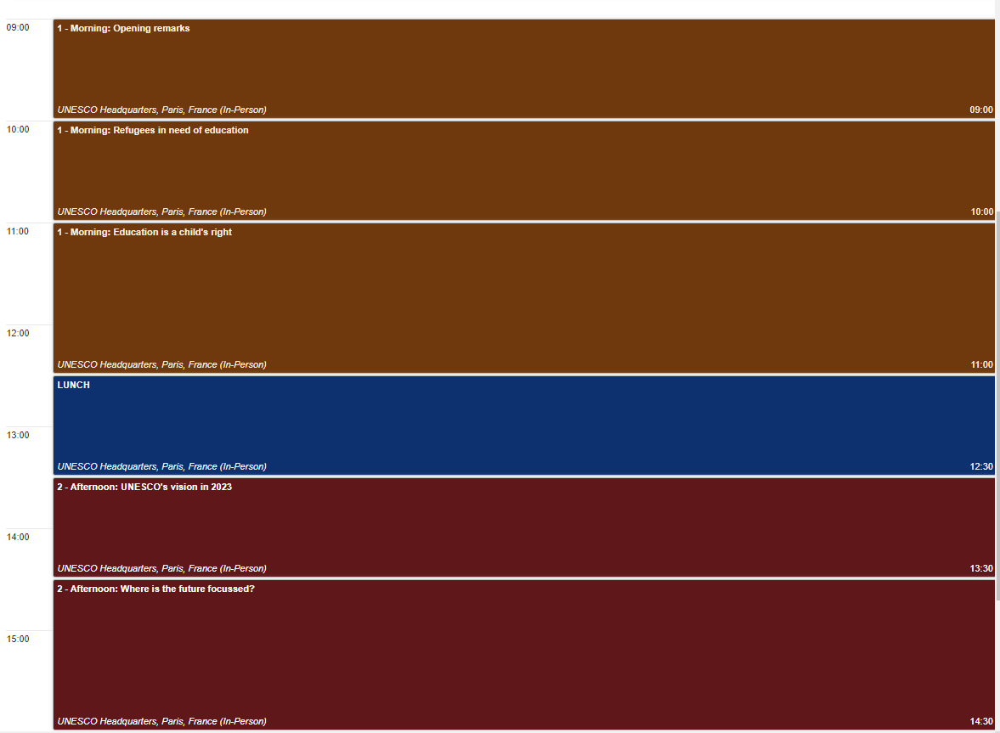 09:00
1 - Morning: Opening remarks
UNESCO Headquarters, Paris, France (In-Person) 09:00
10:00
1 - Morning: Refugees in need of education
UNESCO Headquarters, Paris, France (In-Person) 10:00
11:00
1 - Morning: Education is a child's right
12:00
UNESCO Headquarters, Paris, France (In-Person) 11:00
LUNCH
13:00
UNESCO Headquarters, Paris, France (In-Person) 12:30
2 - Afternoon: UNESCO's vision in 2023
14:00
UNESCO Headquarters, Paris, France (In-Person) 13:30
2 - Afternoon: Where is the future focussed?
15:00
UNESCO Headquarters, Paris, France (In-Person) 14:30